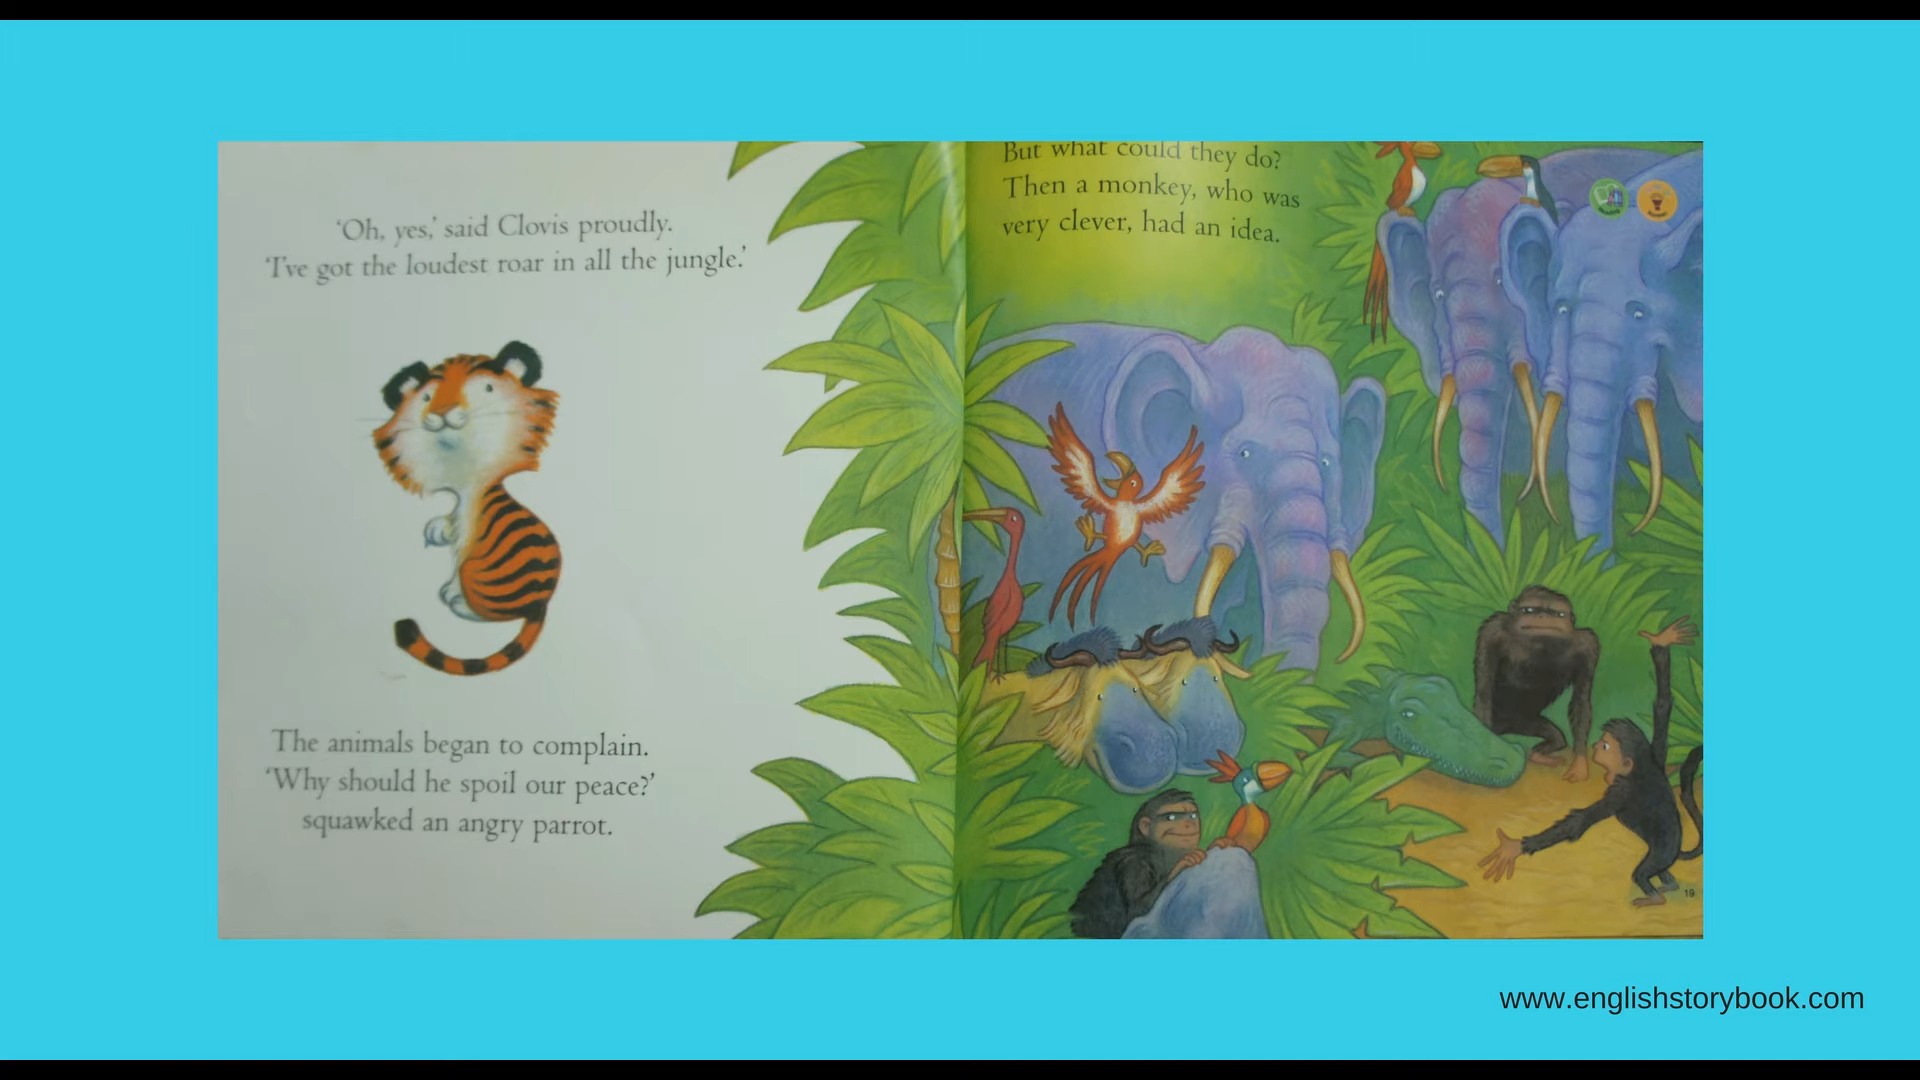 ‘Oh, yes,’ said Clovis proudly.
‘I’ve got the loudest roar in all the jungle.’
The animals began to complain.
‘Why should he spoil our peace?’
squawked an angry parrot.
But what could they do?
Then a monkey, who was
very clever, had an idea.
19
www.englishstorybook.com